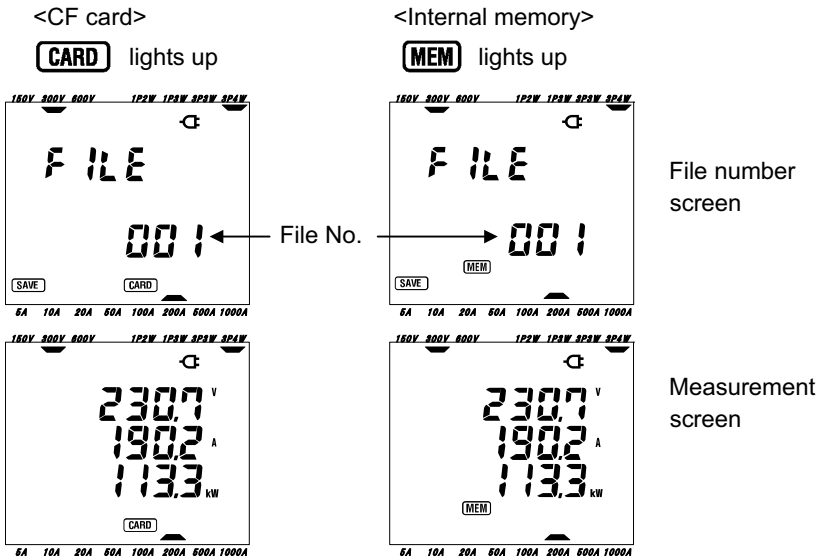 <CF card> <Internal memory>
CARD lights up MEM lights up
150V 300V 600V 1P2W 1P3W 3P3W 3P4W 150V 300V 600V 1P2W 1P3W 3P3W 3P4W
FILE FILE
File number
screen
001 File No. 001
MEM
SAVE CARD SAVE
5A 10A 20A 50A 100A 200A 500A 1000A 5A 10A 20A 50A 100A 200A 500A 1000A
150V 300V 600V 1P2W 1P3W 3P3W 3P4W 150V 300V 600V 1P2W 1P3W 3P3W 3P4W
230.7 V 230.7 V
Measurement
screen
190.2 A 190.2 A
113.3 kW 113.3 kW
MEM
CARD
5A 10A 20A 50A 100A 200A 500A 1000A 5A 10A 20A 50A 100A 200A 500A 1000A